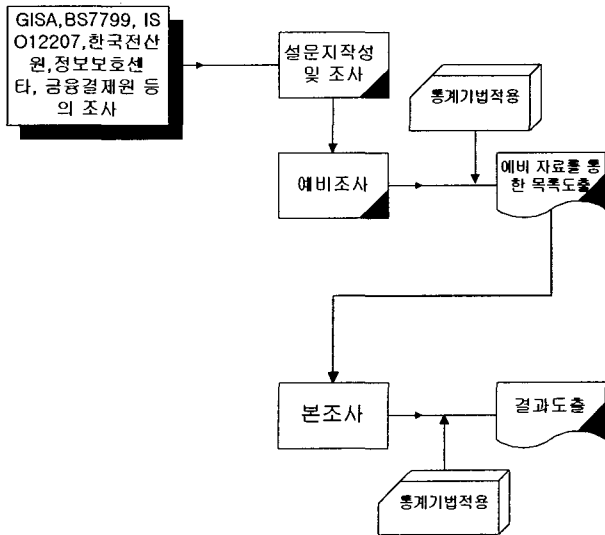 GISA,BS7799, IS
O12207,한국전산
원,정보보호센
타, 금융결제원 등
의 조사
설문지작성
및 조사
통계기법적용
예비조사
예비 자료를 통
한 목록도출
본조사
결과도출
통계기법적용